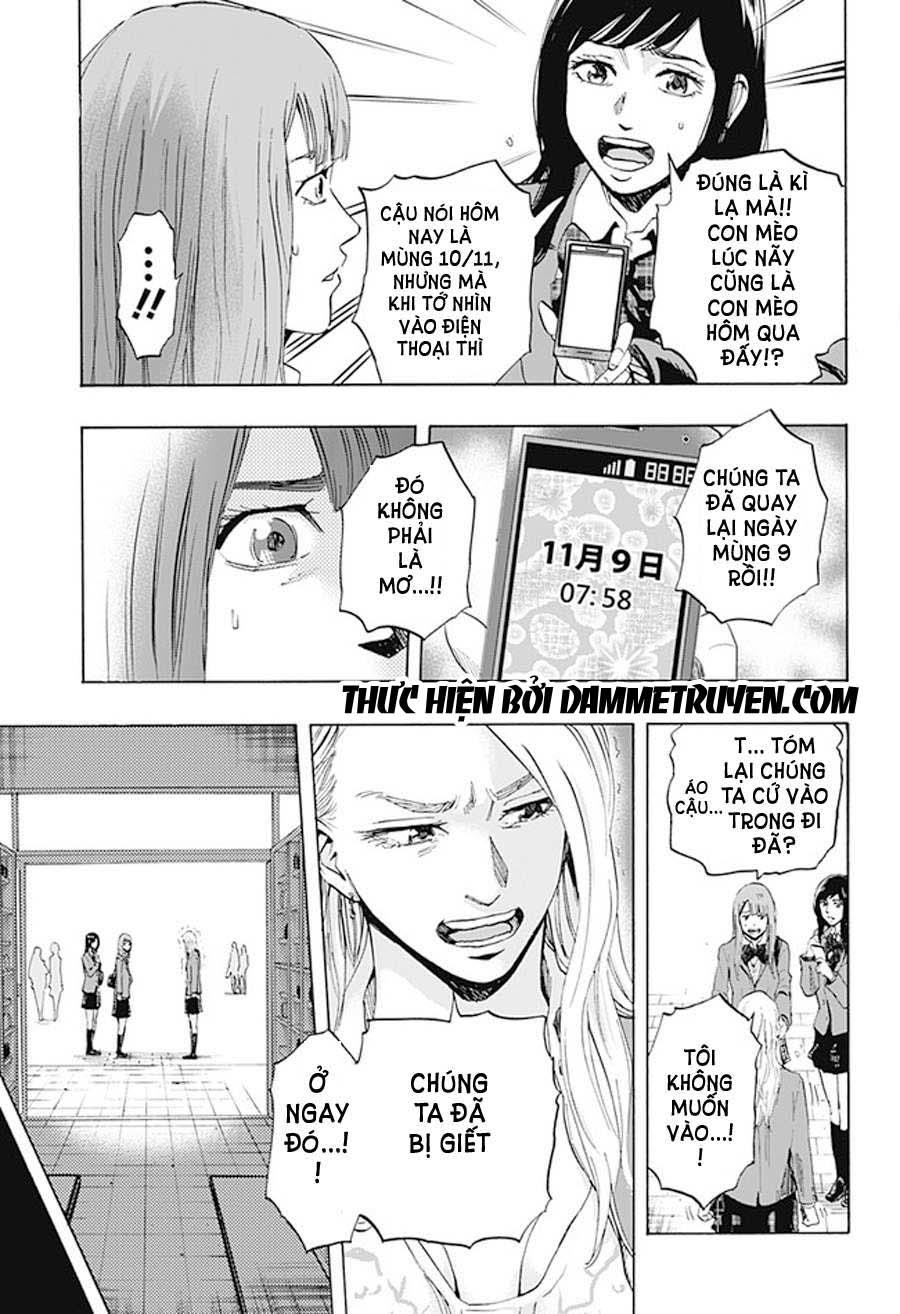 ĐÚNG LÀ KÌ
LẠ MÀ!!
CON MÈO
LÚC NÃY
CŨNG LÀ
CON MÈO
HÔM QUA
ĐẤY!?
CẬU NÓI HÔM
NAY LÀ
MÙNG 10/11,
NHƯNG MÀ
KHI TỚ NHÌN
VÀO ĐIỆN
THOẠI THÌ
...!!
CHÚNG TA
ĐÃ QUAY
LẠI NGÀY
MÙNG 9
RỒI!!
88 88
11月9日
07:58
ĐÓ
KHÔNG
PHẢI
LÀ
MƠ...!!
THỰC HIỆN BỞI DAMMETRUYEN.COM
T... TÓM
LẠI CHÚNG
TA CỨ VÀO
TRONG ĐI
ĐÃ?
ÁO
CẬU...
TÔI
KHÔNG
MUỐN
VÀO...!
!
CHÚNG
TA ĐÃ
BỊ GIẾT
Ở
NGAY
ĐÓ...!
!